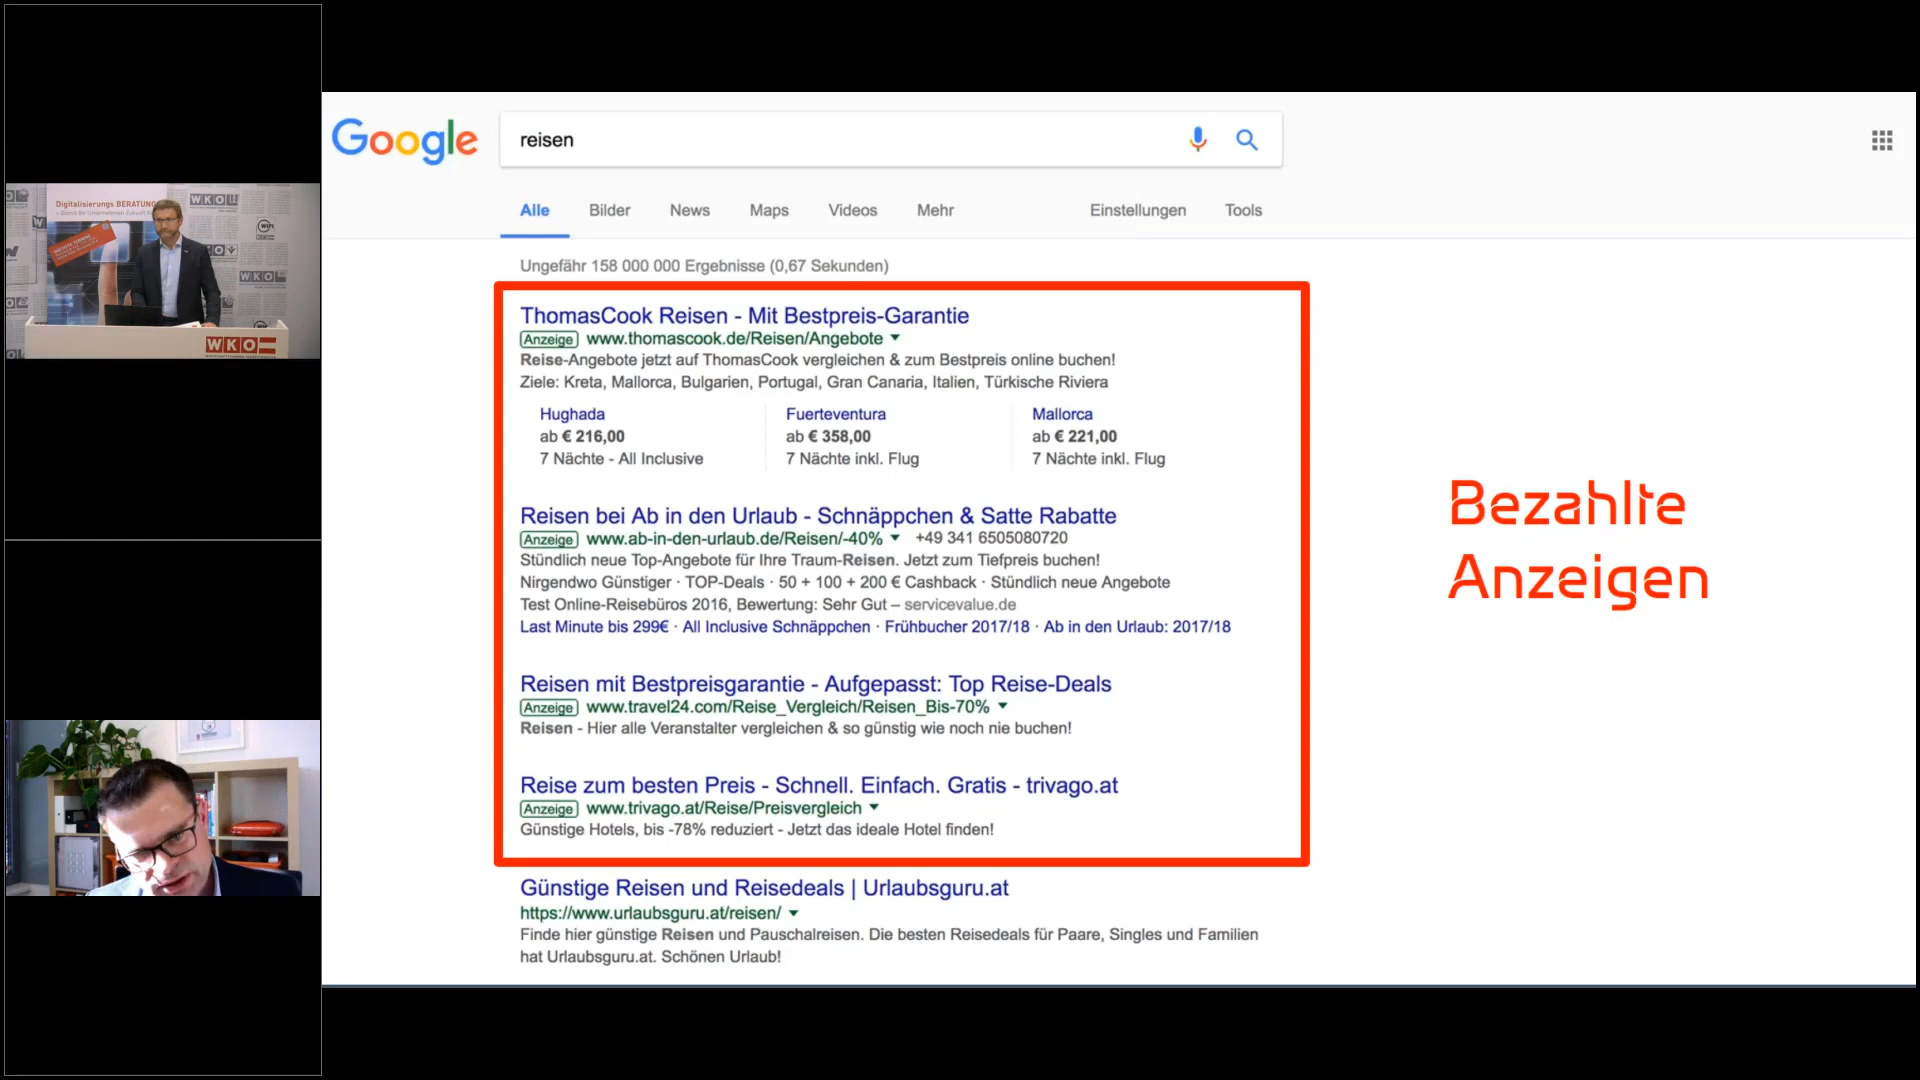 Digitalisierungs BERATUNG
WKO
WKO
WKO
Google
reisen
Alle Bilder News Maps Videos Mehr Einstellungen Tools
Ungefähr 158 000 000 Ergebnisse (0,67 Sekunden)
ThomasCook Reisen - Mit Bestpreis-Garantie
Anzeige www.thomascook.de/Reisen/Angebote
Reise-Angebote jetzt auf ThomasCook vergleichen & zum Bestpreis online buchen!
Ziele: Kreta, Mallorca, Bulgarien, Portugal, Gran Canaria, Italien, Türkische Riviera
Hughada Fuerteventura Mallorca
ab € 216,00 ab € 358,00 ab € 221,00
7 Nächte - All Inclusive 7 Nächte inkl. Flug 7 Nächte inkl. Flug
Reisen bei Ab in den Urlaub - Schnäppchen & Satte Rabatte
Anzeige www.ab-in-den-urlaub.de/Reisen/-40% +49 341 6505080720
Stündlich neue Top-Angebote für Ihre Traum-Reisen. Jetzt zum Tiefpreis buchen!
Nirgendwo Günstiger · TOP-Deals · 50 + 100 + 200 € Cashback · Stündlich neue Angebote
Test Online-Reisebüros 2016, Bewertung: Sehr Gut – servicevalue.de
Last Minute bis 299€ · All Inclusive Schnäppchen · Frühbucher 2017/18 · Ab in den Urlaub: 2017/18
Reisen mit Bestpreisgarantie - Aufgepasst: Top Reise-Deals
Anzeige www.travel24.com/Reise_Vergleich/Reisen_Bis-70%
Reisen - Hier alle Veranstalter vergleichen & so günstig wie noch nie buchen!
Reise zum besten Preis - Schnell. Einfach. Gratis - trivago.at
Anzeige www.trivago.at/Reise/Preisvergleich
Günstige Hotels, bis -78% reduziert - Jetzt das ideale Hotel finden!
Günstige Reisen und Reisedeals | Urlaubsguru.at
https://www.urlaubsguru.at/reisen/
Finde hier günstige Reisen und Pauschalreisen. Die besten Reisedeals für Paare, Singles und Familien
hat Urlaubsguru.at. Schönen Urlaub!
Bezahlte
Anzeigen